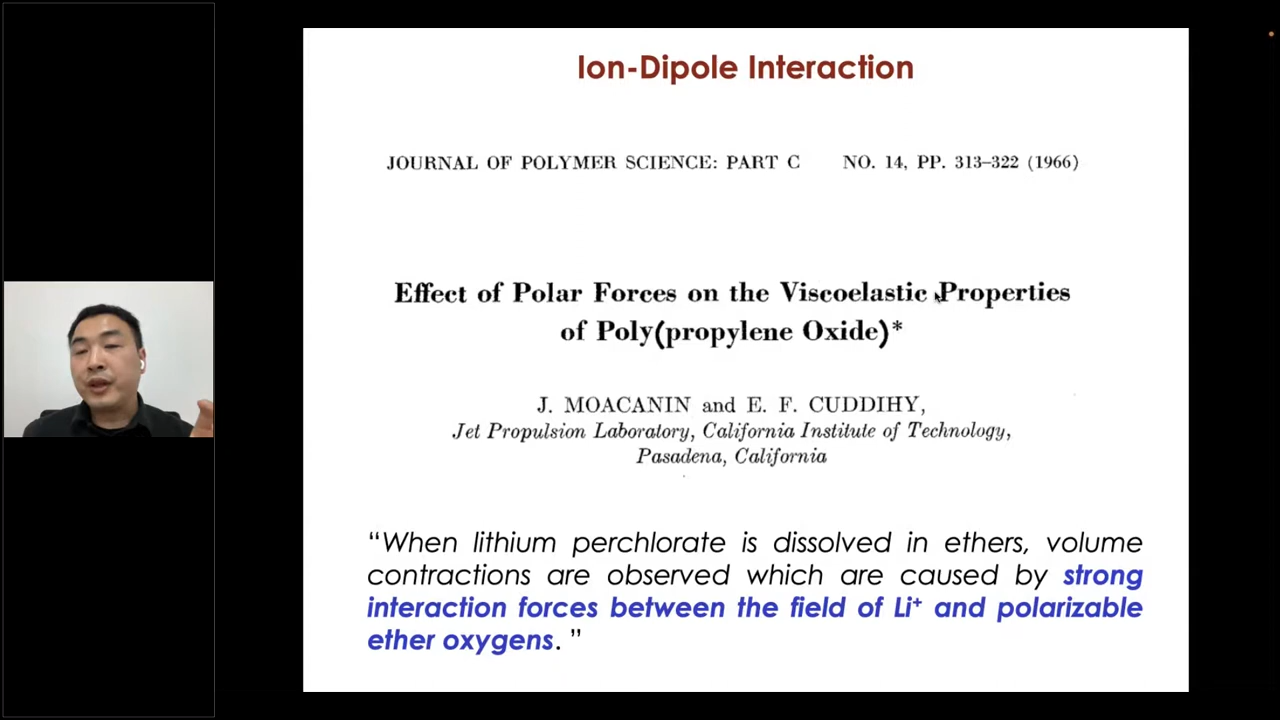 Ion-Dipole Interaction
JOURNAL OF POLYMER SCIENCE: PART C NO. 14, PP. 313–322 (1966)
Effect of Polar Forces on the Viscoelastic Properties
of Poly(propylene Oxide)*
J. MOACANIN and E. F. CUDDIHY,
Jet Propulsion Laboratory, California Institute of Technology,
Pasadena, California
“When lithium perchlorate is dissolved in ethers, volume
contractions are observed which are caused by strong
interaction forces between the field of Li⁺ and polarizable
ether oxygens. ”